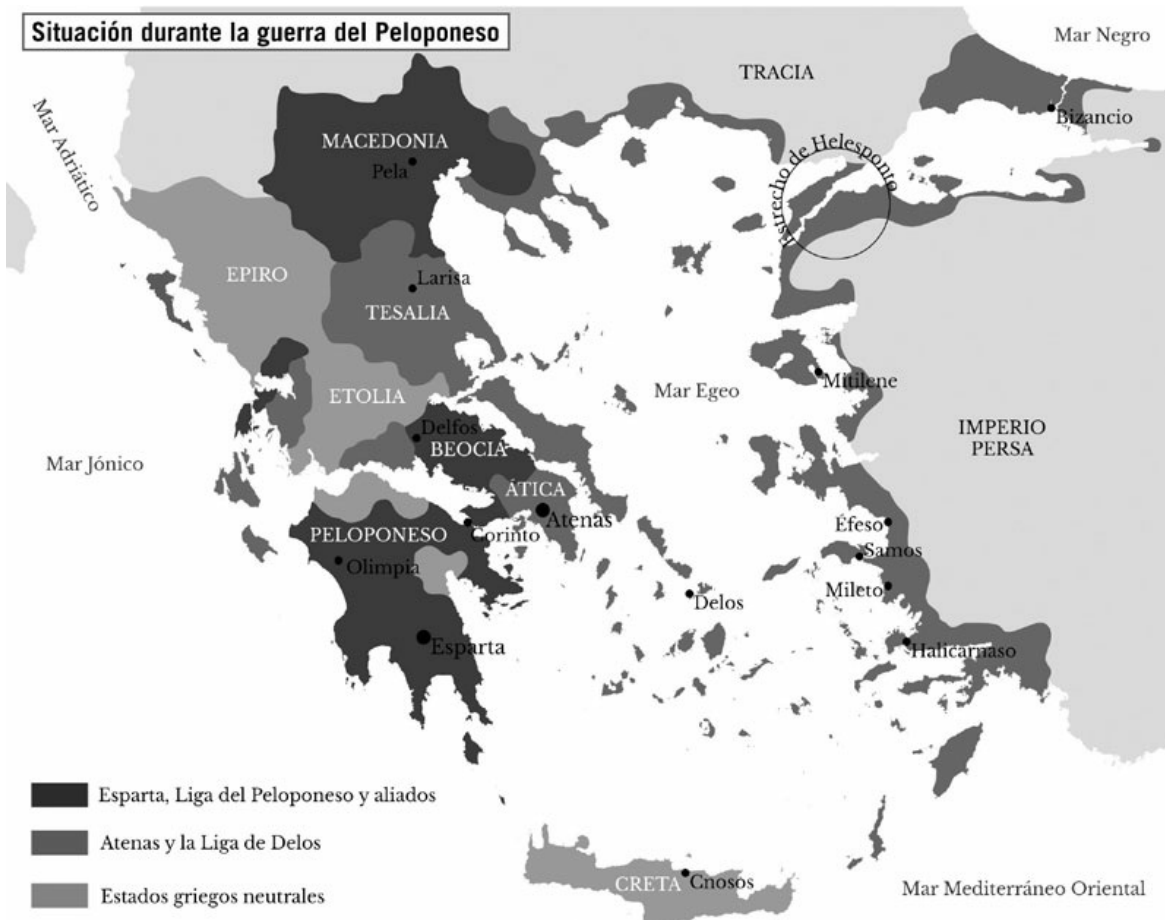 Situación durante la guerra del Peloponeso
Mar Negro
TRACIA
Mar Adriático
Bizancio
MACEDONIA
Pela
Estrecho de Helesponto
EPIRO
Larisa
TESALIA
Mitilene
ETOLIA
Mar Egeo
Delfos
BEOCIA
IMPERIO
PERSA
Mar Jónico
ÁTICA
Atenas
PELOPONESO
Corinto
Éfeso
Olimpia
Samos
Mileto
Delos
Esparta
Halicarnaso
Esparta, Liga del Peloponeso y aliados
Atenas y la Liga de Delos
CRETA
Cnosos
Estados griegos neutrales
Mar Mediterráneo Oriental